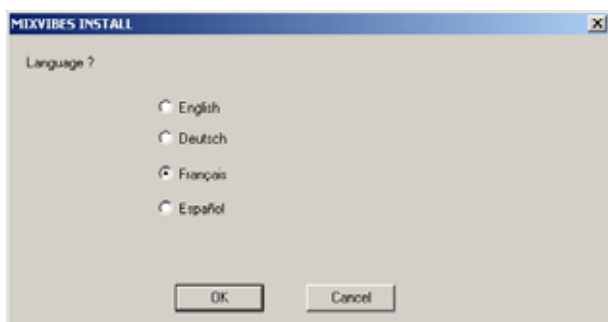 MIXVIBES INSTALL
Language ?
English
Deutsch
Français
Español
OK Cancel